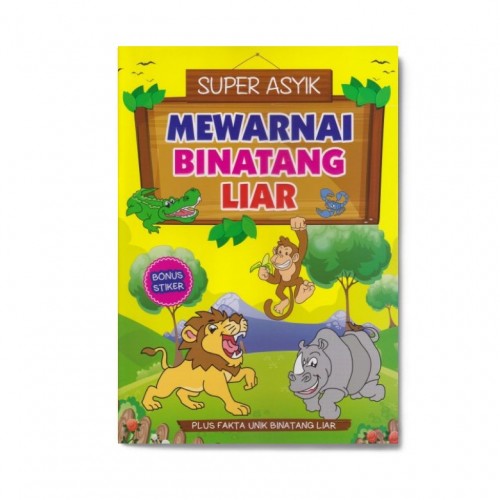 SUPER ASYIK
MEWARNAI
BINATANG
LIAR
BONUS
STIKER
PLUS FAKTA UNIK BINATANG LIAR